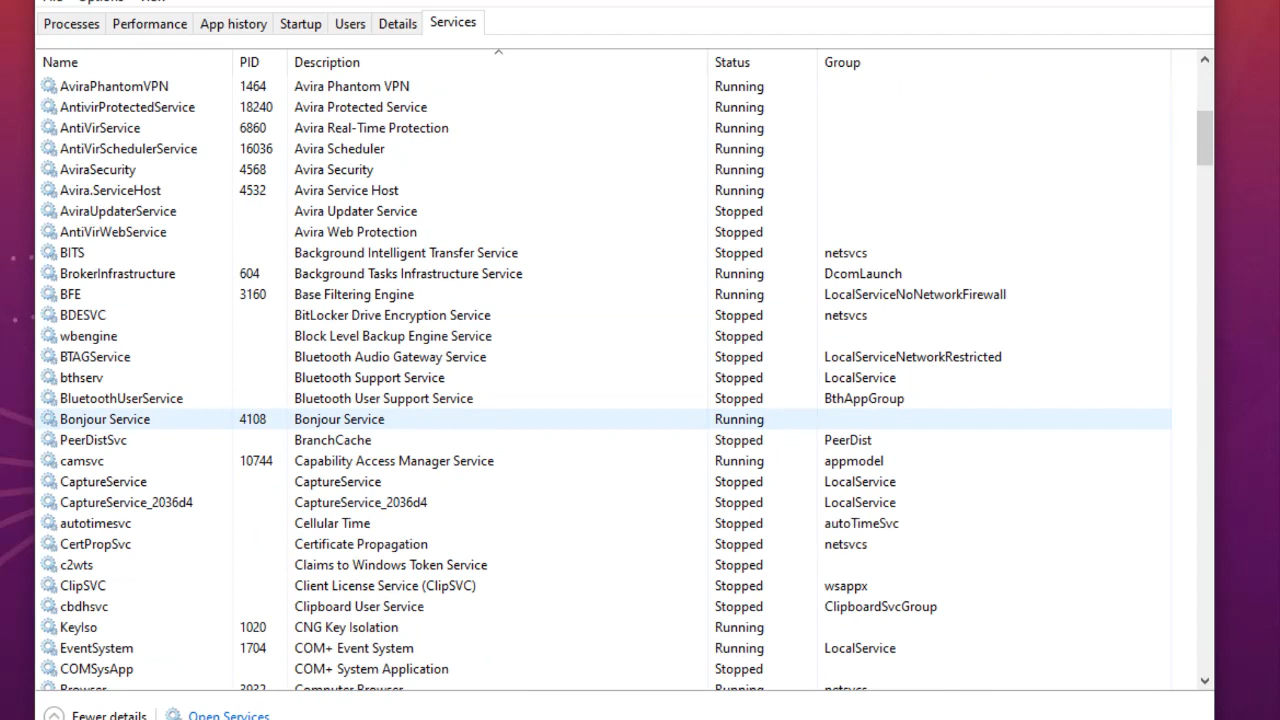 File Options View
Processes Performance App history Startup Users Details Services
Name PID Description Status Group
AviraPhantomVPN 1464 Avira Phantom VPN Running
AntivirProtectedService 18240 Avira Protected Service Running
AntiVirService 6860 Avira Real-Time Protection Running
AntiVirSchedulerService 16036 Avira Scheduler Running
AviraSecurity 4568 Avira Security Running
Avira.ServiceHost 4532 Avira Service Host Running
AviraUpdaterService Avira Updater Service Stopped
AntiVirWebService Avira Web Protection Stopped
BITS Background Intelligent Transfer Service Stopped netsvcs
BrokerInfrastructure 604 Background Tasks Infrastructure Service Running DcomLaunch
BFE 3160 Base Filtering Engine Running LocalServiceNoNetworkFirewall
BDESVC BitLocker Drive Encryption Service Stopped netsvcs
wbengine Block Level Backup Engine Service Stopped
BTAGService Bluetooth Audio Gateway Service Stopped LocalServiceNetworkRestricted
bthserv Bluetooth Support Service Stopped LocalService
BluetoothUserService Bluetooth User Support Service Stopped BthAppGroup
Bonjour Service 4108 Bonjour Service Running
PeerDistSvc BranchCache Stopped PeerDist
camsvc 10744 Capability Access Manager Service Running appmodel
CaptureService CaptureService Stopped LocalService
CaptureService_2036d4 CaptureService_2036d4 Stopped LocalService
autotimesvc Cellular Time Stopped autoTimeSvc
CertPropSvc Certificate Propagation Stopped netsvcs
c2wts Claims to Windows Token Service Stopped
ClipSVC Client License Service (ClipSVC) Stopped wsappx
cbdhsvc Clipboard User Service Stopped ClipboardSvcGroup
KeyIso 1020 CNG Key Isolation Running
EventSystem 1704 COM+ Event System Running LocalService
COMSysApp COM+ System Application Stopped
Browser 3932 Computer Browser Running netsvcs
Fewer details Open Services